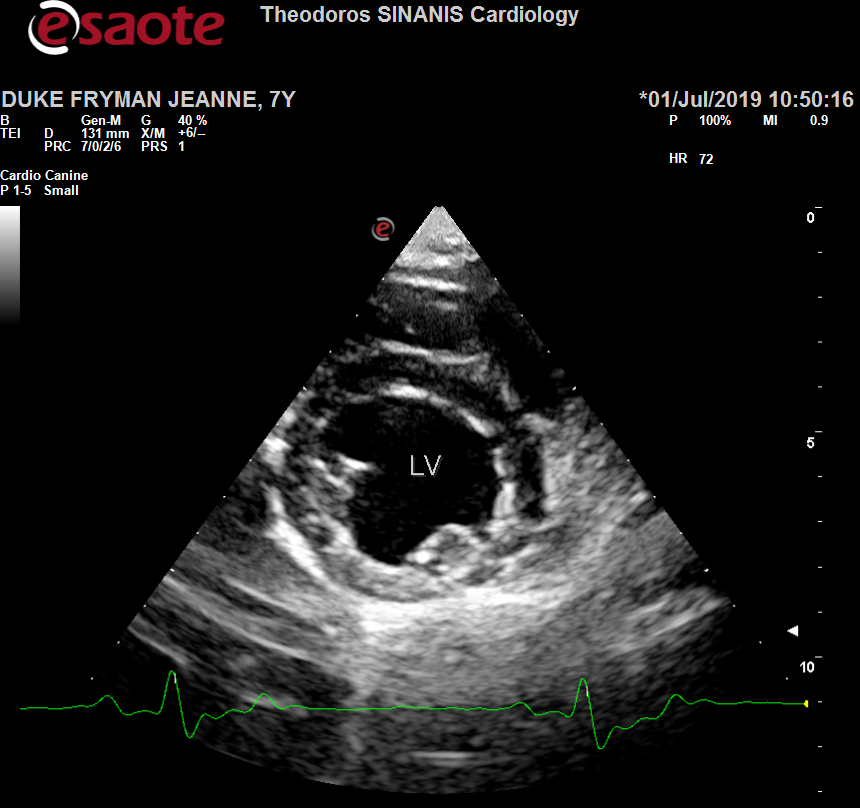 esaote
Theodoros SINANIS Cardiology
DUKE FRYMAN JEANNE, 7Y *01/Jul/2019 10:50:16
B Gen-M G 40 % P 100% MI 0.9
TEI D 131 mm X/M +6/--
PRC 7/0/2/6 PRS 1
HR 72
Cardio Canine
P 1-5 Small
e
0
5
LV
10